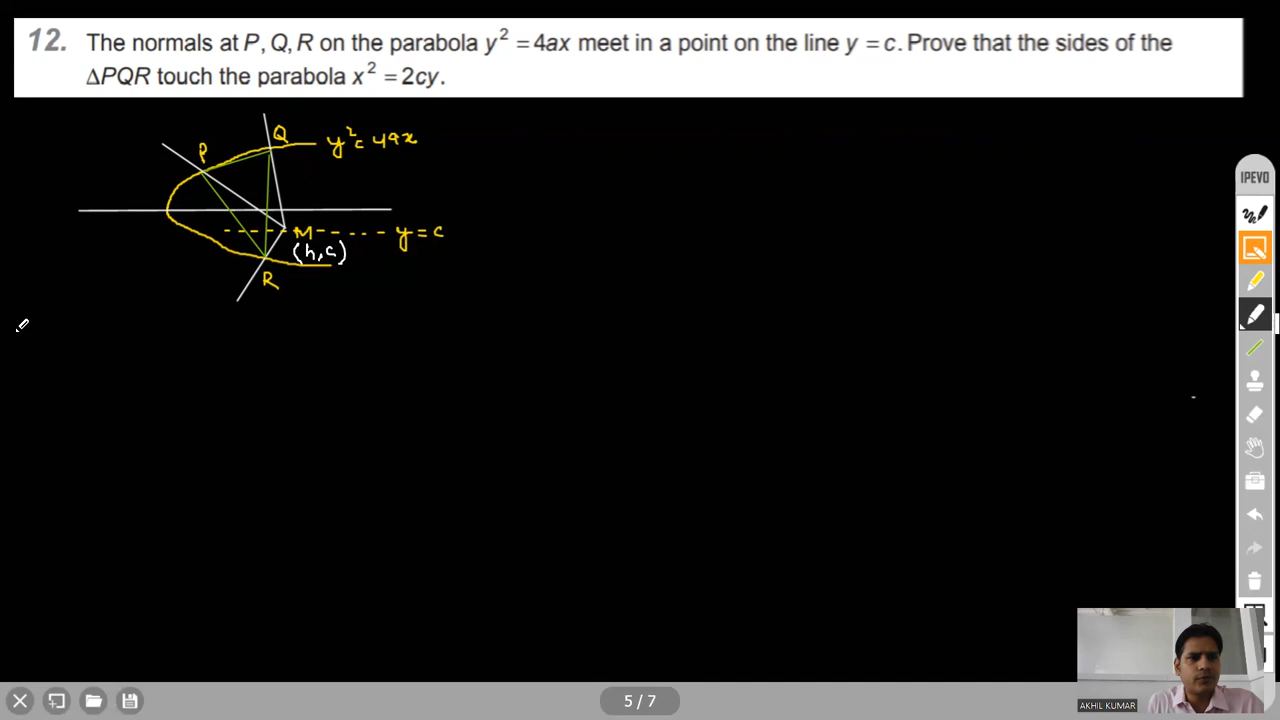 12. The normals at P, Q, R on the parabola y² = 4ax meet in a point on the line y = c. Prove that the sides of the
ΔPQR touch the parabola x² = 2cy.
Q
y² = 4ax
P
M
y = c
(h, c)
R
IPEVO
5 / 7
AKHIL KUMAR